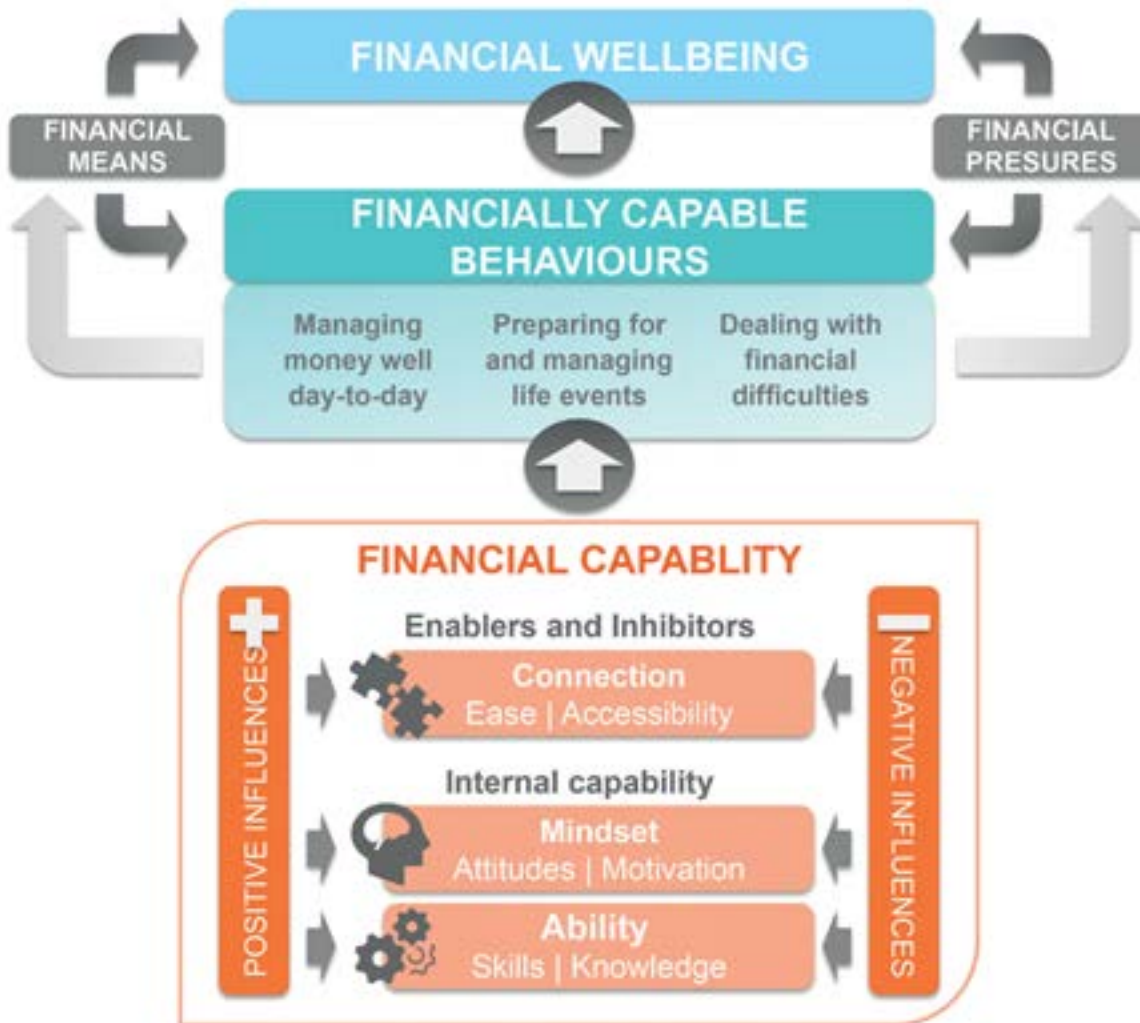 FINANCIAL WELLBEING
FINANCIAL
MEANS
FINANCIAL
PRESURES
FINANCIALLY CAPABLE
BEHAVIOURS
Managing
money well
day-to-day
Preparing for
and managing
life events
Dealing with
financial
difficulties
FINANCIAL CAPABLITY
POSITIVE INFLUENCES
Enablers and Inhibitors
Connection
Ease | Accessibility
Internal capability
Mindset
Attitudes | Motivation
Ability
Skills | Knowledge
NEGATIVE INFLUENCES